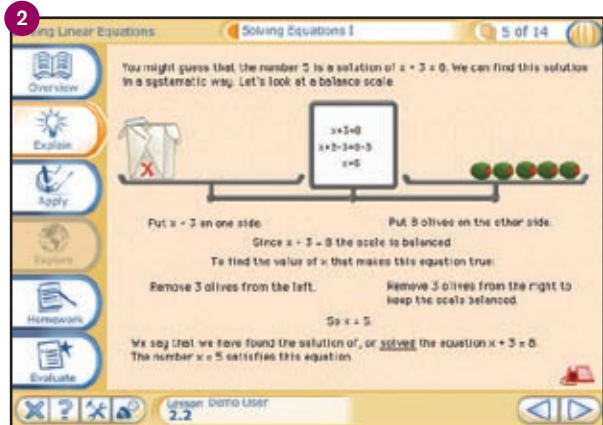 2
ing Linear Equations
Solving Equations I
5 of 14
Overview
Explain
Apply
Explore
Homework
Evaluate
You might guess that the number 5 is a solution of x + 3 = 8. We can find this solution
in a systematic way. Let's look at a balance scale.
x+3=8
x+3-3=8-3
x=5
X
Put x + 3 on one side.
Put 8 olives on the other side.
Since x + 3 = 8 the scale is balanced
To find the value of x that makes this equation true:
Remove 3 olives from the left.
Remove 3 olives from the right to
keep the scale balanced.
So x = 5
We say that we have found the solution of, or solved the equation x + 3 = 8.
The number x = 5 satisfies this equation.
?
Lesson Demo User
2.2